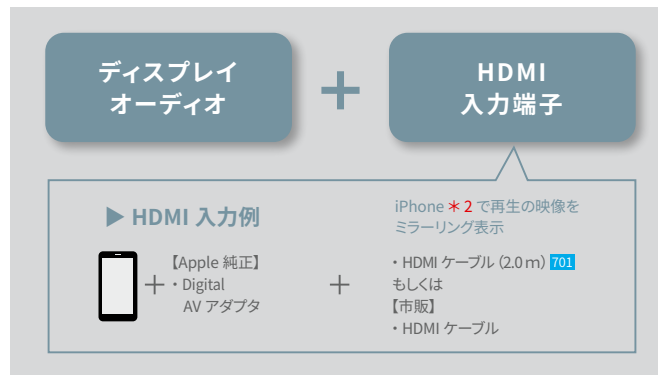 ディスプレイ
オーディオ
+
HDMI
入力端子
▶ HDMI 入力例
iPhone＊2で再生の映像を
ミラーリング表示
+
【Apple 純正】
・Digital
AV アダプタ
+
・HDMI ケーブル（2.0m）701
もしくは
【市販】
・HDMI ケーブル